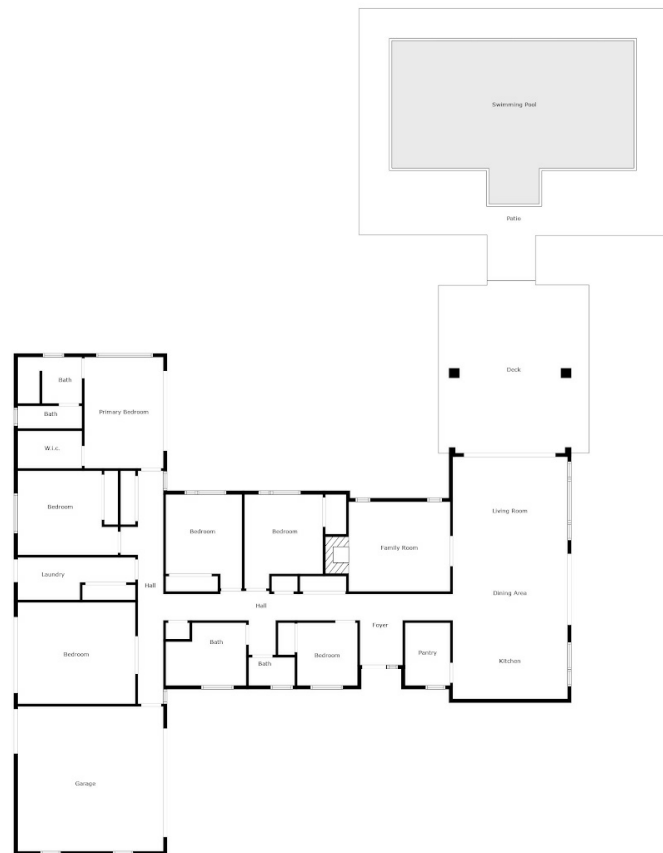 Swimming Pool
Patio
Deck
Bath
Primary Bedroom
Bath
W.i.c.
Bedroom
Living Room
Bedroom
Bedroom
Family Room
Laundry
Hall
Dining Area
Hall
Foyer
Bath
Bedroom
Bedroom
Pantry
Kitchen
Bath
Garage